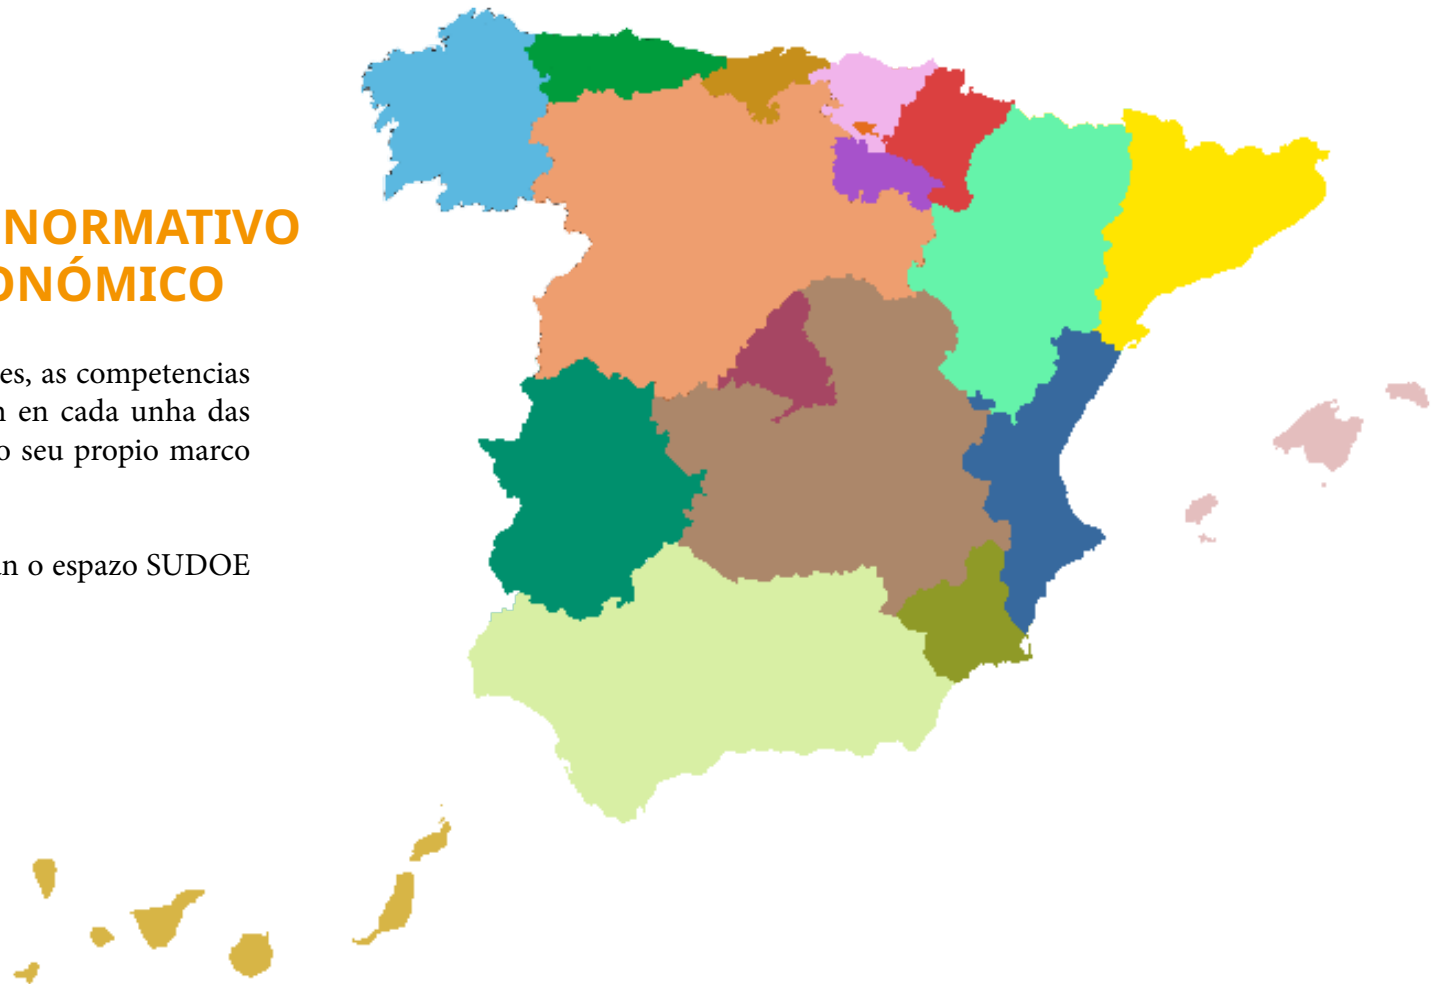 NORMATIVO
ONÓMICO
es, as competencias
en cada unha das
o seu propio marco
n o espazo SUDOE